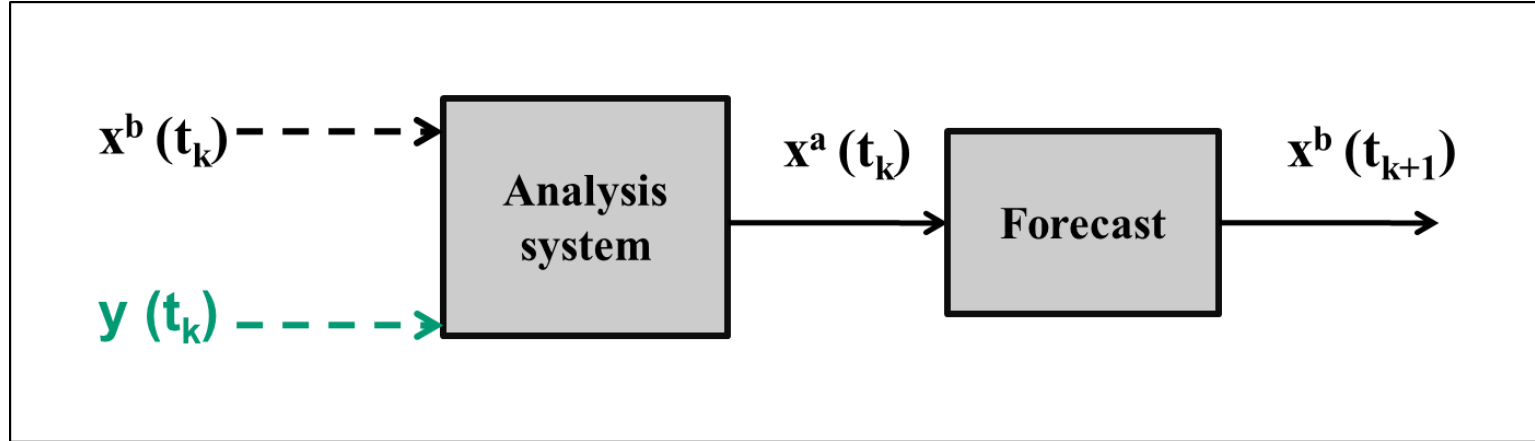 xᵇ (tₖ)
Analysis
system
xᵃ (tₖ)
Forecast
xᵇ (tₖ₊₁)
y (tₖ)